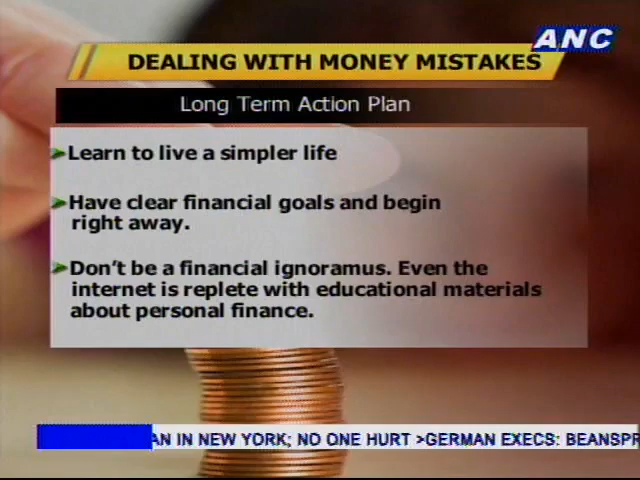 ANC
DEALING WITH MONEY MISTAKES
Long Term Action Plan
Learn to live a simpler life
Have clear financial goals and begin
right away.
Don't be a financial ignoramus. Even the
internet is replete with educational materials
about personal finance.
IN NEW YORK; NO ONE HURT >GERMAN EXECS: